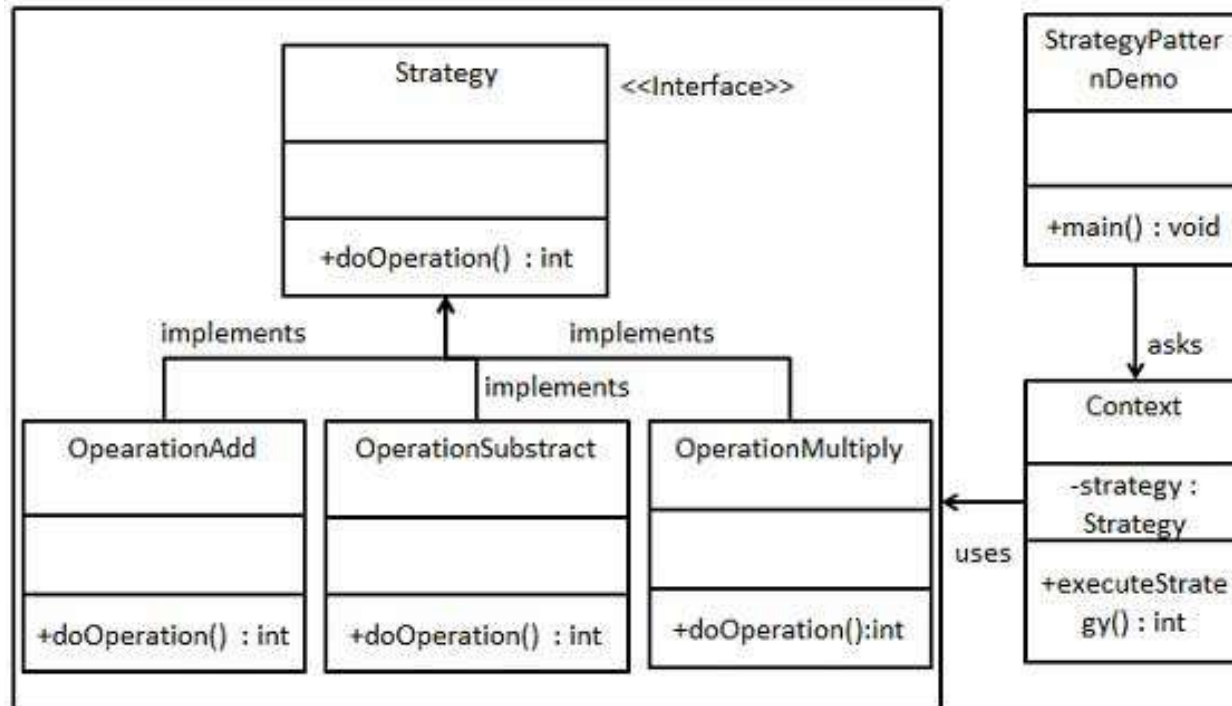 Strategy
<<Interface>>
+doOperation() : int
implements
implements
implements
OpearationAdd
+doOperation() : int
OperationSubstract
+doOperation() : int
OperationMultiply
+doOperation():int
StrategyPatter
nDemo
+main() : void
asks
Context
-strategy :
Strategy
+executeStrate
gy() : int
uses